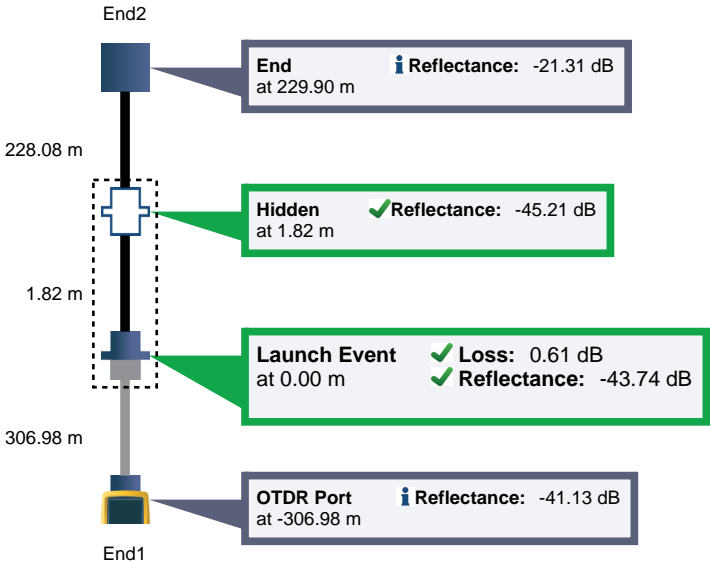 End2
End i Reflectance: -21.31 dB
at 229.90 m
228.08 m
Hidden Reflectance: -45.21 dB
at 1.82 m
1.82 m
Launch Event Loss: 0.61 dB
at 0.00 m Reflectance: -43.74 dB
306.98 m
OTDR Port i Reflectance: -41.13 dB
at -306.98 m
End1